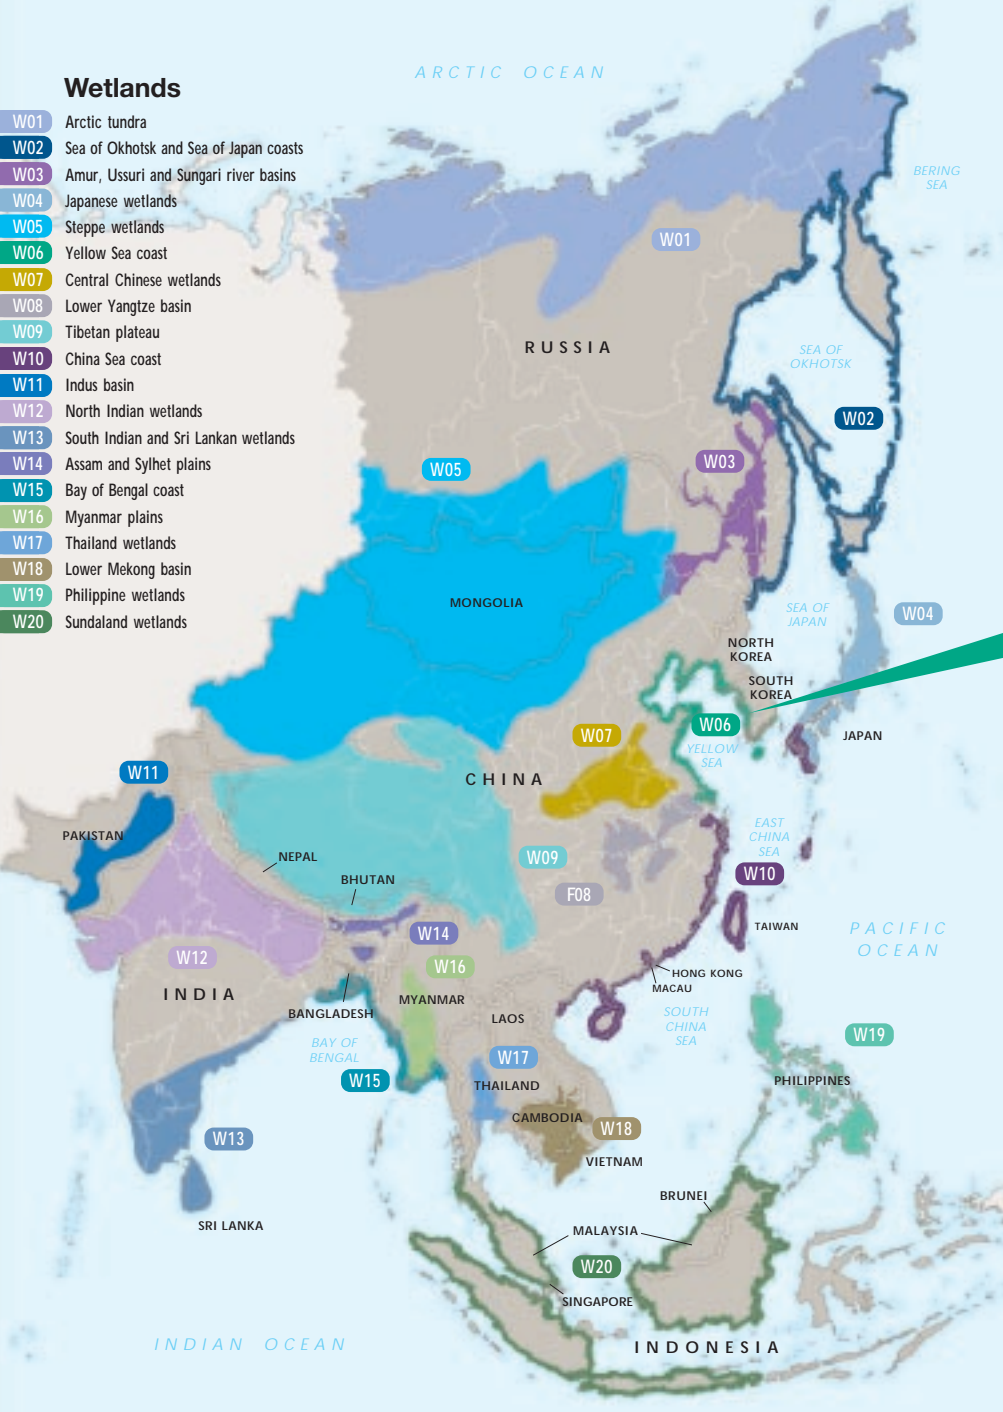 Wetlands
W01 Arctic tundra
W02 Sea of Okhotsk and Sea of Japan coasts
W03 Amur, Ussuri and Sungari river basins
W04 Japanese wetlands
W05 Steppe wetlands
W06 Yellow Sea coast
W07 Central Chinese wetlands
W08 Lower Yangtze basin
W09 Tibetan plateau
W10 China Sea coast
W11 Indus basin
W12 North Indian wetlands
W13 South Indian and Sri Lankan wetlands
W14 Assam and Sylhet plains
W15 Bay of Bengal coast
W16 Myanmar plains
W17 Thailand wetlands
W18 Lower Mekong basin
W19 Philippine wetlands
W20 Sundaland wetlands
ARCTIC OCEAN
BERING
SEA
W01
RUSSIA
SEA OF
OKHOTSK
W02
W03
W05
MONGOLIA
SEA OF
JAPAN
W04
NORTH
KOREA
SOUTH
KOREA
W06
YELLOW
SEA
JAPAN
W07
CHINA
W11
PAKISTAN
NEPAL
BHUTAN
W09
F08
EAST
CHINA
SEA
W10
TAIWAN
PACIFIC
OCEAN
W14
W12
W16
INDIA
MYANMAR
BANGLADESH
LAOS
HONG KONG
MACAU
SOUTH
CHINA
SEA
BAY OF
BENGAL
W15
W17
THAILAND
W19
PHILIPPINES
CAMBODIA
W18
VIETNAM
W13
SRI LANKA
BRUNEI
MALAYSIA
W20
SINGAPORE
INDONESIA
INDIAN OCEAN